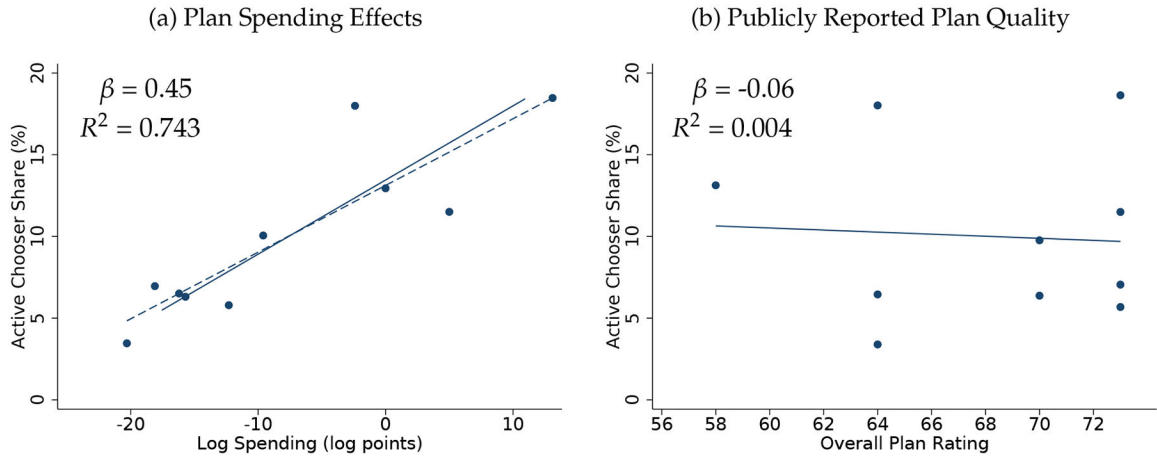 (a) Plan Spending Effects
β = 0.45
R² = 0.743
Active Chooser Share (%)
20
15
10
5
0
-20 -10 0 10
Log Spending (log points)
(b) Publicly Reported Plan Quality
β = -0.06
R² = 0.004
Active Chooser Share (%)
20
15
10
5
0
56 58 60 62 64 66 68 70 72
Overall Plan Rating